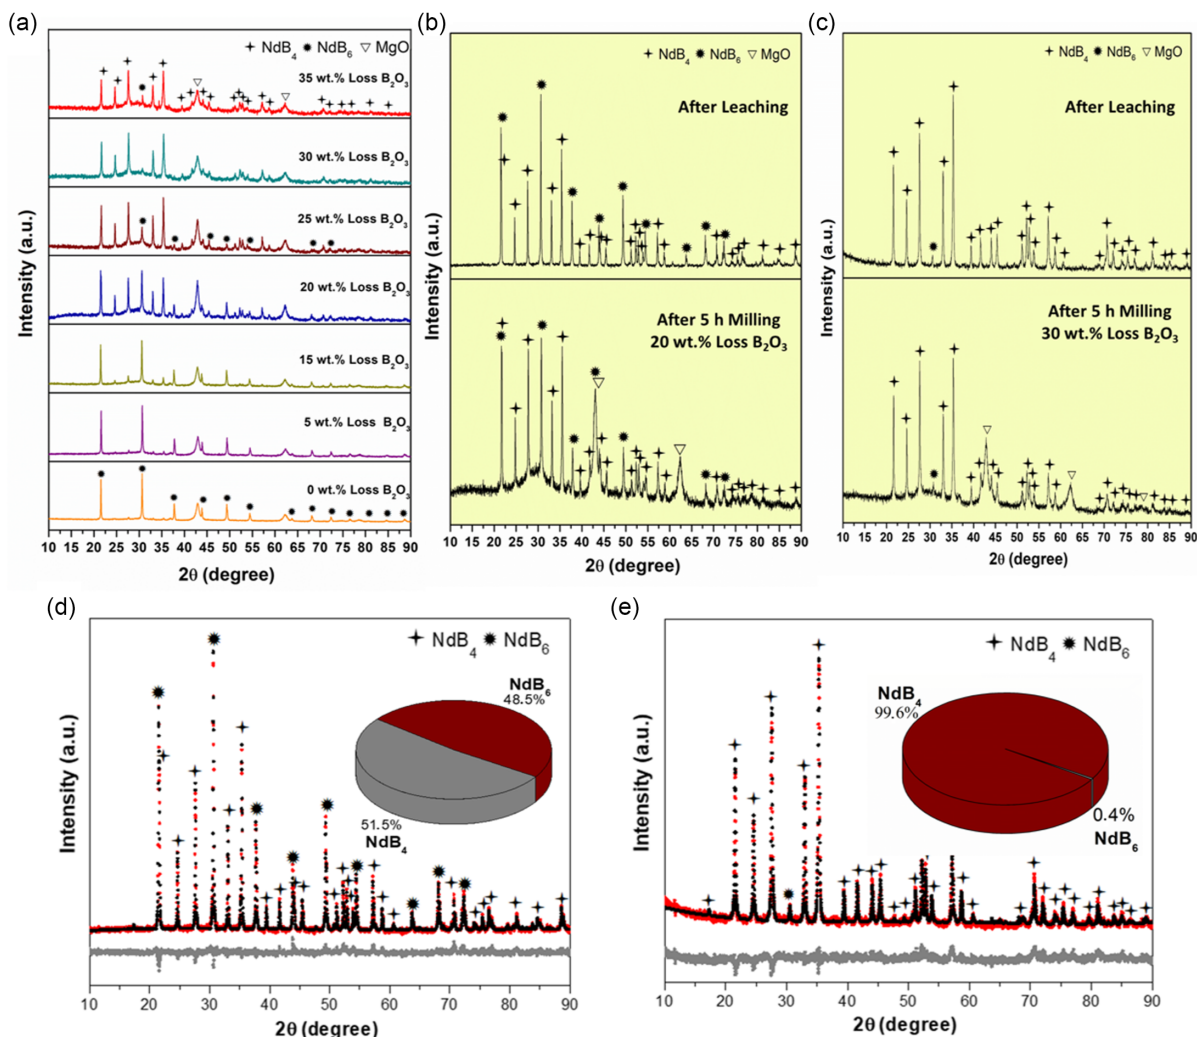 (a)
NdB4 NdB6 MgO
35 wt.% Loss B2O3
30 wt.% Loss B2O3
25 wt.% Loss B2O3
20 wt.% Loss B2O3
15 wt.% Loss B2O3
5 wt.% Loss B2O3
0 wt.% Loss B2O3
Intensity (a.u.)
10 15 20 25 30 35 40 45 50 55 60 65 70 75 80 85 90
2θ (degree)
(b)
NdB4 NdB6 MgO
After Leaching
After 5 h Milling
20 wt.% Loss B2O3
Intensity (a.u.)
10 15 20 25 30 35 40 45 50 55 60 65 70 75 80 85 90
2θ (degree)
(c)
NdB4 NdB6 MgO
After Leaching
After 5 h Milling
30 wt.% Loss B2O3
Intensity (a.u.)
10 15 20 25 30 35 40 45 50 55 60 65 70 75 80 85 90
2θ (degree)
(d)
NdB4 NdB6
NdB6
48.5%
51.5%
NdB4
Intensity (a.u.)
10 20 30 40 50 60 70 80 90
2θ (degree)
(e)
NdB4 NdB6
NdB4
99.6%
0.4%
NdB6
Intensity (a.u.)
10 20 30 40 50 60 70 80 90
2θ (degree)